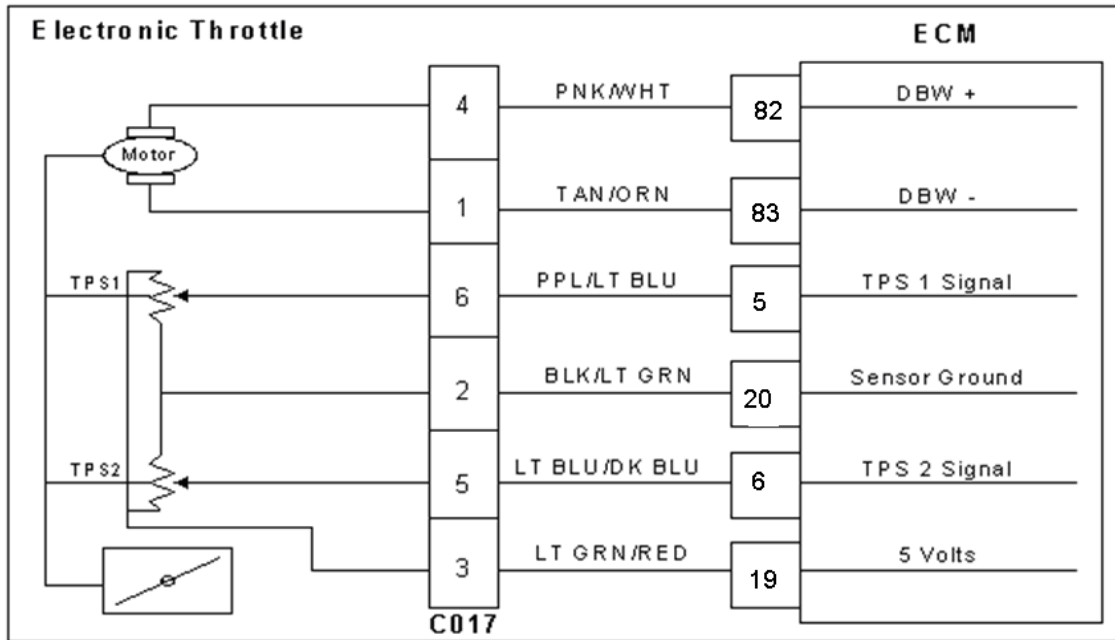 Electronic Throttle
ECM
4 PNK/WHT 82 DBW +
Motor
1 TAN/ORN 83 DBW -
TPS1 6 PPL/LT BLU 5 TPS 1 Signal
2 BLK/LT GRN 20 Sensor Ground
TPS2 5 LT BLU/DK BLU 6 TPS 2 Signal
3 LT GRN/RED 19 5 Volts
C017